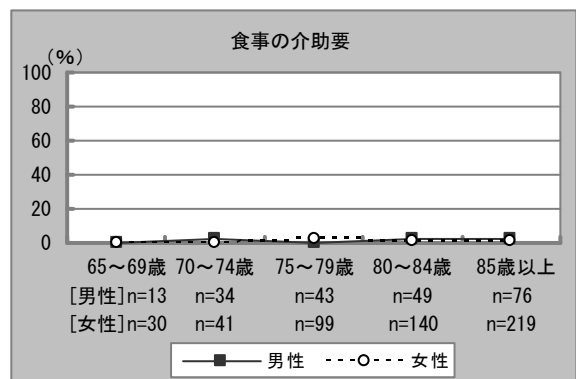 食事の介助要
(%)
100
80
60
40
20
0
65～69歳 70～74歳 75～79歳 80～84歳 85歳以上
[男性]n=13 n=34 n=43 n=49 n=76
[女性]n=30 n=41 n=99 n=140 n=219
男性 女性